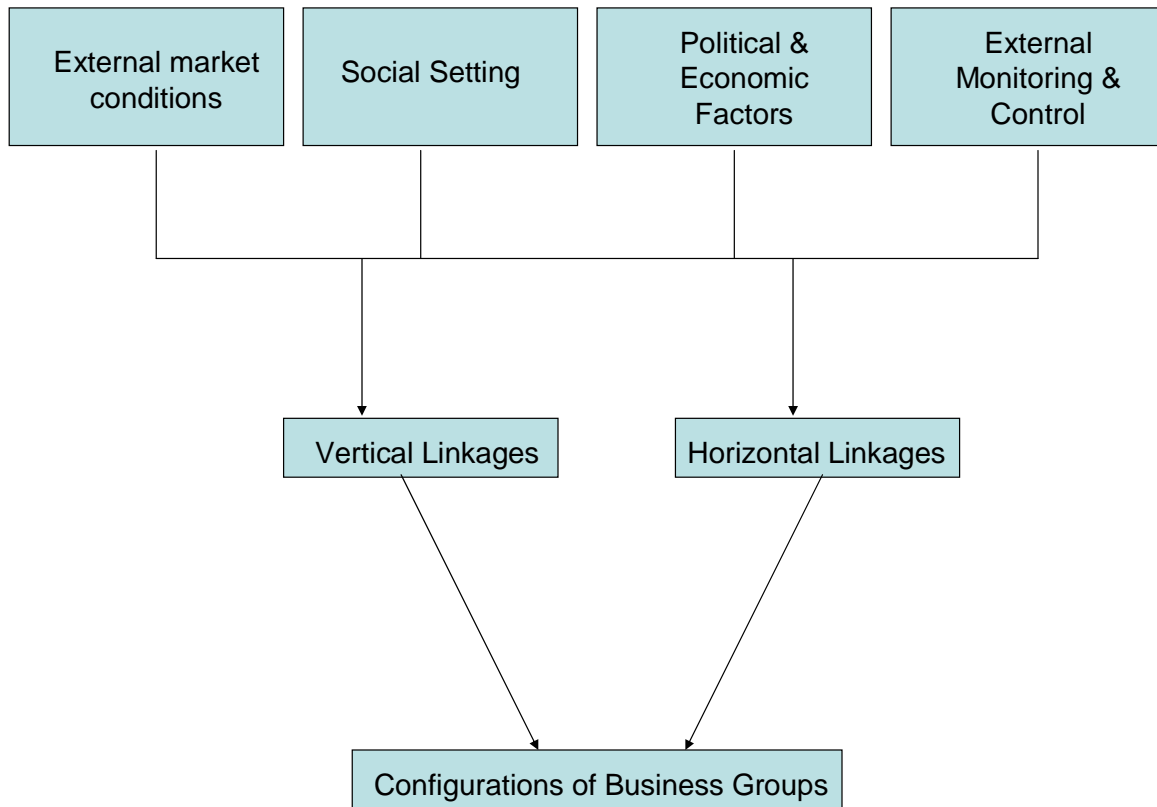 External market
conditions
Social Setting
Political &
Economic
Factors
External
Monitoring &
Control
Vertical Linkages
Horizontal Linkages
Configurations of Business Groups